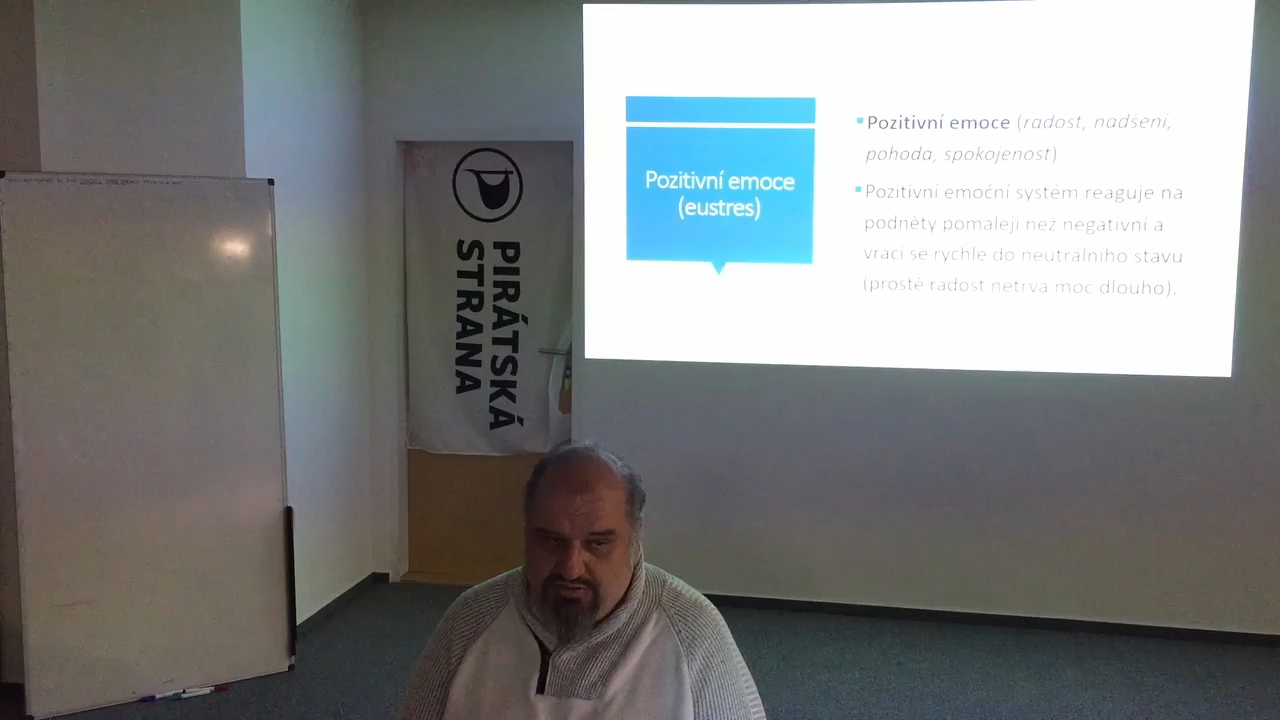 PIRÁTSKÁ
STRANA
Pozitivní emoce
(eustres)
Pozitivní emoce (radost, nadšení,
pohoda, spokojenost)
Pozitivní emoční systém reaguje na
podněty pomaleji než negativní a
vrací se rychle do neutrálního stavu
(prostě radost netrvá moc dlouho).